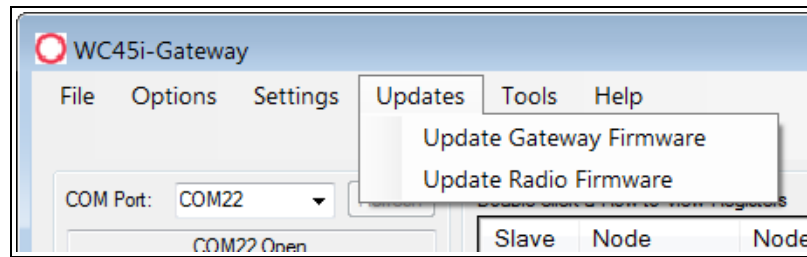 WC45i-Gateway
File Options Settings Updates Tools Help
Update Gateway Firmware
Update Radio Firmware
COM Port: COM22
COM22 Open
Slave Node Node